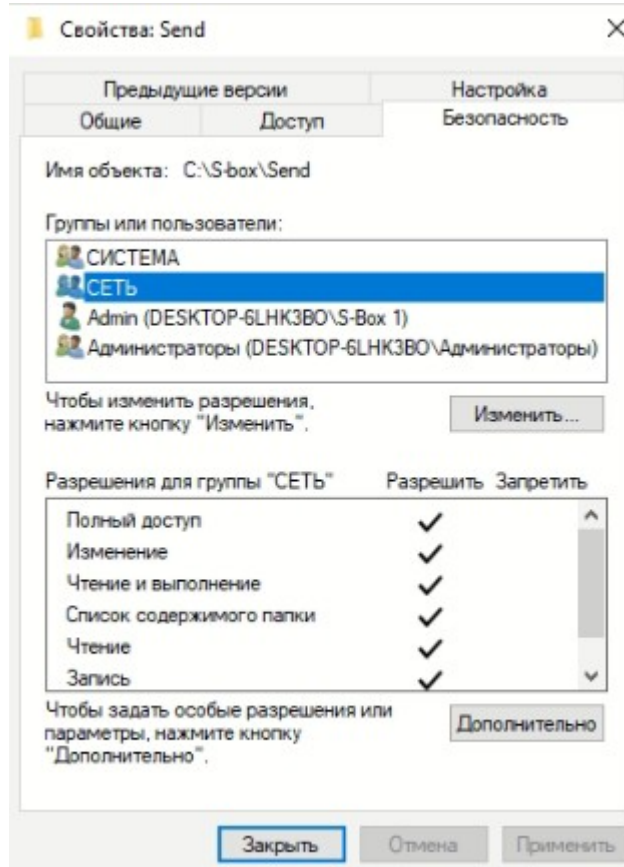 Свойства: Send
Предыдущие версии Настройка
Общие Доступ Безопасность
Имя объекта: C:\S-box\Send
Группы или пользователи:
СИСТЕМА
СЕТЬ
Admin (DESKTOP-6LHK3BO\S-Box 1)
Администраторы (DESKTOP-6LHK3BO\Администраторы)
Чтобы изменить разрешения,
нажмите кнопку "Изменить".
Изменить...
Разрешения для группы "СЕТЬ" Разрешить Запретить
Полный доступ
Изменение
Чтение и выполнение
Список содержимого папки
Чтение
Запись
Чтобы задать особые разрешения или
параметры, нажмите кнопку
"Дополнительно".
Дополнительно
Закрыть Отмена Применить